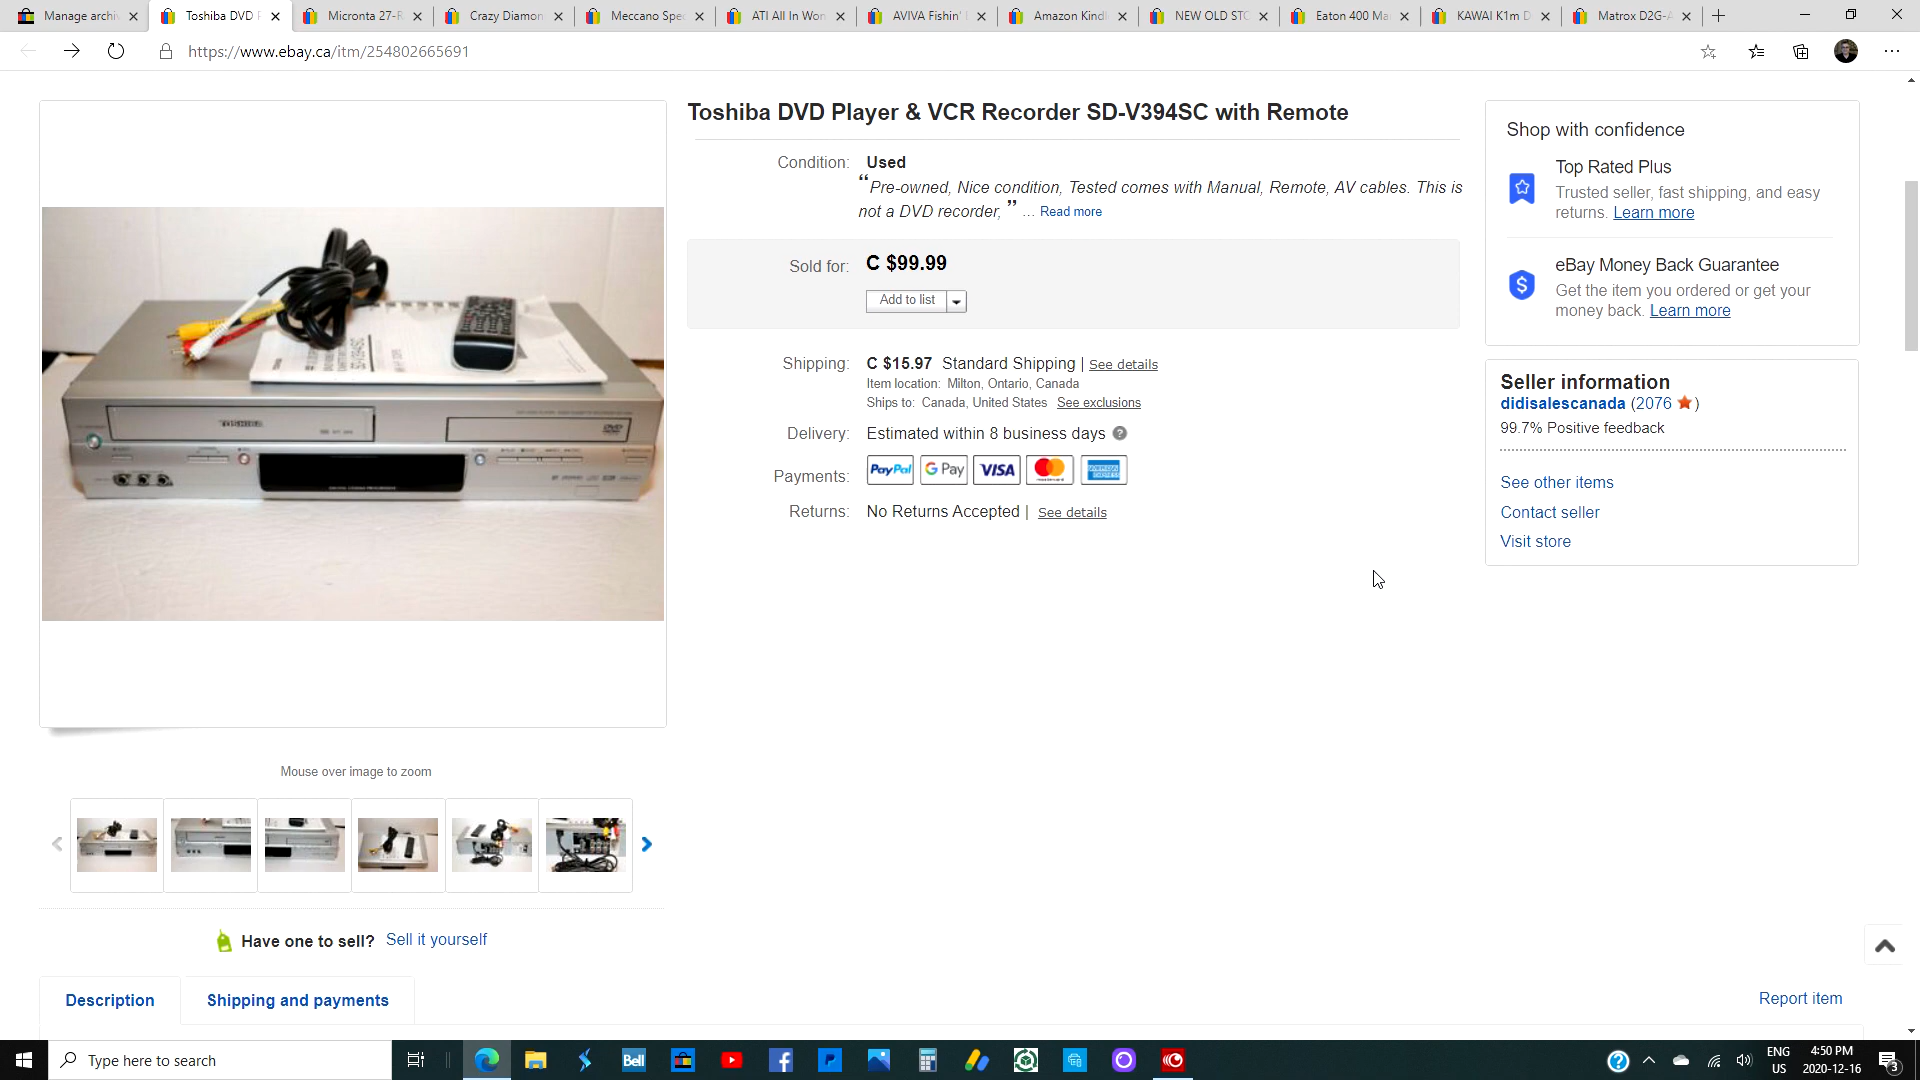 Manage archi
Toshiba DVD P
Micronta 27-R
Crazy Diamon
Meccano Spec
ATI All In Won
AVIVA Fishin'
Amazon Kindl
NEW OLD STO
Eaton 400 Ma
KAWAI K1m D
Matrox D2G-A
https://www.ebay.ca/itm/254802665691
Toshiba DVD Player & VCR Recorder SD-V394SC with Remote
Condition: Used
“Pre-owned, Nice condition, Tested comes with Manual, Remote, AV cables. This is
not a DVD recorder, ” ... Read more
Sold for: C $99.99
Add to list
Shipping: C $15.97 Standard Shipping | See details
Item location: Milton, Ontario, Canada
Ships to: Canada, United States See exclusions
Delivery: Estimated within 8 business days
Payments: PayPal G Pay VISA
Returns: No Returns Accepted | See details
Shop with confidence
Top Rated Plus
Trusted seller, fast shipping, and easy
returns. Learn more
eBay Money Back Guarantee
Get the item you ordered or get your
money back. Learn more
Seller information
didisalescanada (2076)
99.7% Positive feedback
See other items
Contact seller
Visit store
TOSHIBA
DVD
Mouse over image to zoom
Have one to sell? Sell it yourself
Description
Shipping and payments
Report item
Type here to search
Bell
ENG
US
4:50 PM
2020-12-16
3